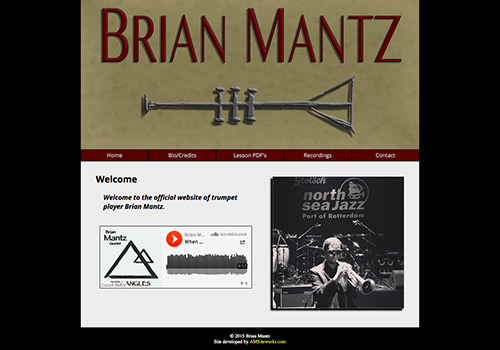 BRIAN MANTZ
Home
Bio/Credits
Lesson PDF's
Recordings
Contact
Welcome
Welcome to the official website of trumpet
player Brian Mantz.
Brian
Mantz
Quartet
ANGLES
Brian M...
SOUNDCLOUD
When ...
Grolsch
north
sea Jazz
Port of Rotterdam
© 2015 Brian Mantz
Site developed by AMSiteworks.com